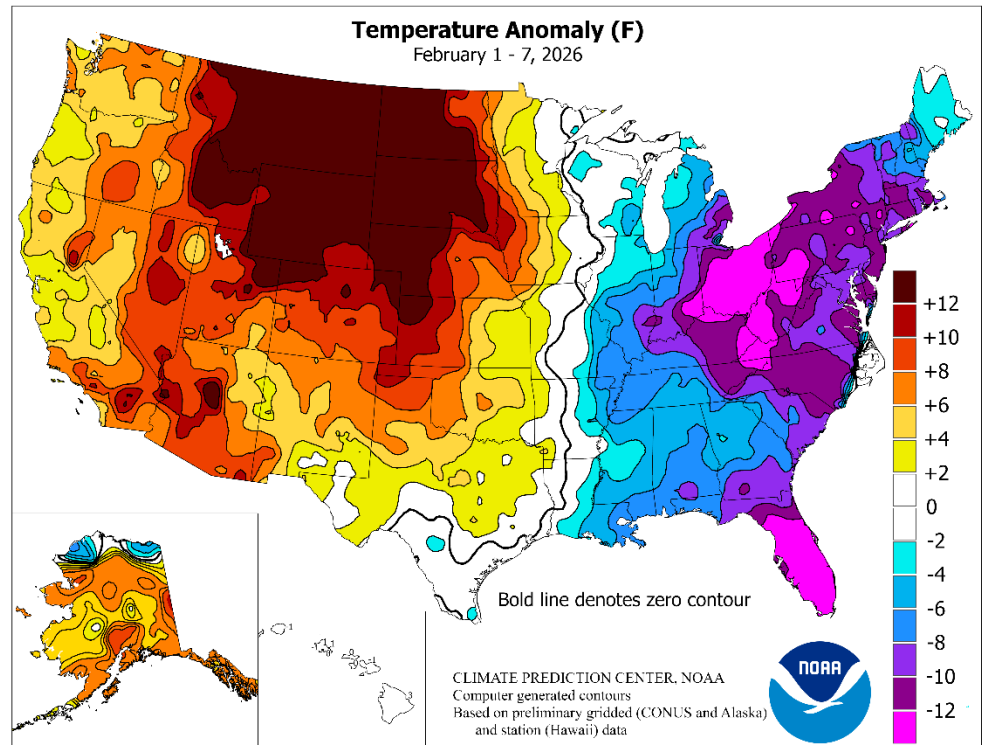 Temperature Anomaly (F)
February 1 - 7, 2026
+12
+10
+8
+6
+4
+2
0
-2
-4
-6
-8
-10
-12
Bold line denotes zero contour
CLIMATE PREDICTION CENTER, NOAA
Computer generated contours
Based on preliminary gridded (CONUS and Alaska)
and station (Hawaii) data
NOAA